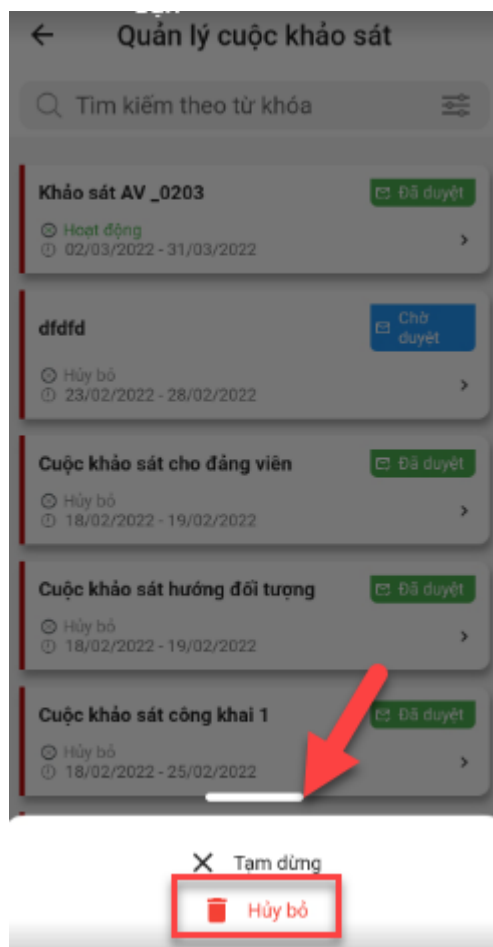 Quản lý cuộc khảo sát
Tìm kiếm theo từ khóa
Khảo sát AV _0203
Đã duyệt
Hoạt động
02/03/2022 - 31/03/2022
dfdfd
Chờ
duyệt
Hủy bỏ
23/02/2022 - 28/02/2022
Cuộc khảo sát cho đảng viên
Đã duyệt
Hủy bỏ
18/02/2022 - 19/02/2022
Cuộc khảo sát hướng đối tượng
Đã duyệt
Hủy bỏ
18/02/2022 - 19/02/2022
Cuộc khảo sát công khai 1
Đã duyệt
Hủy bỏ
18/02/2022 - 25/02/2022
Tạm dừng
Hủy bỏ